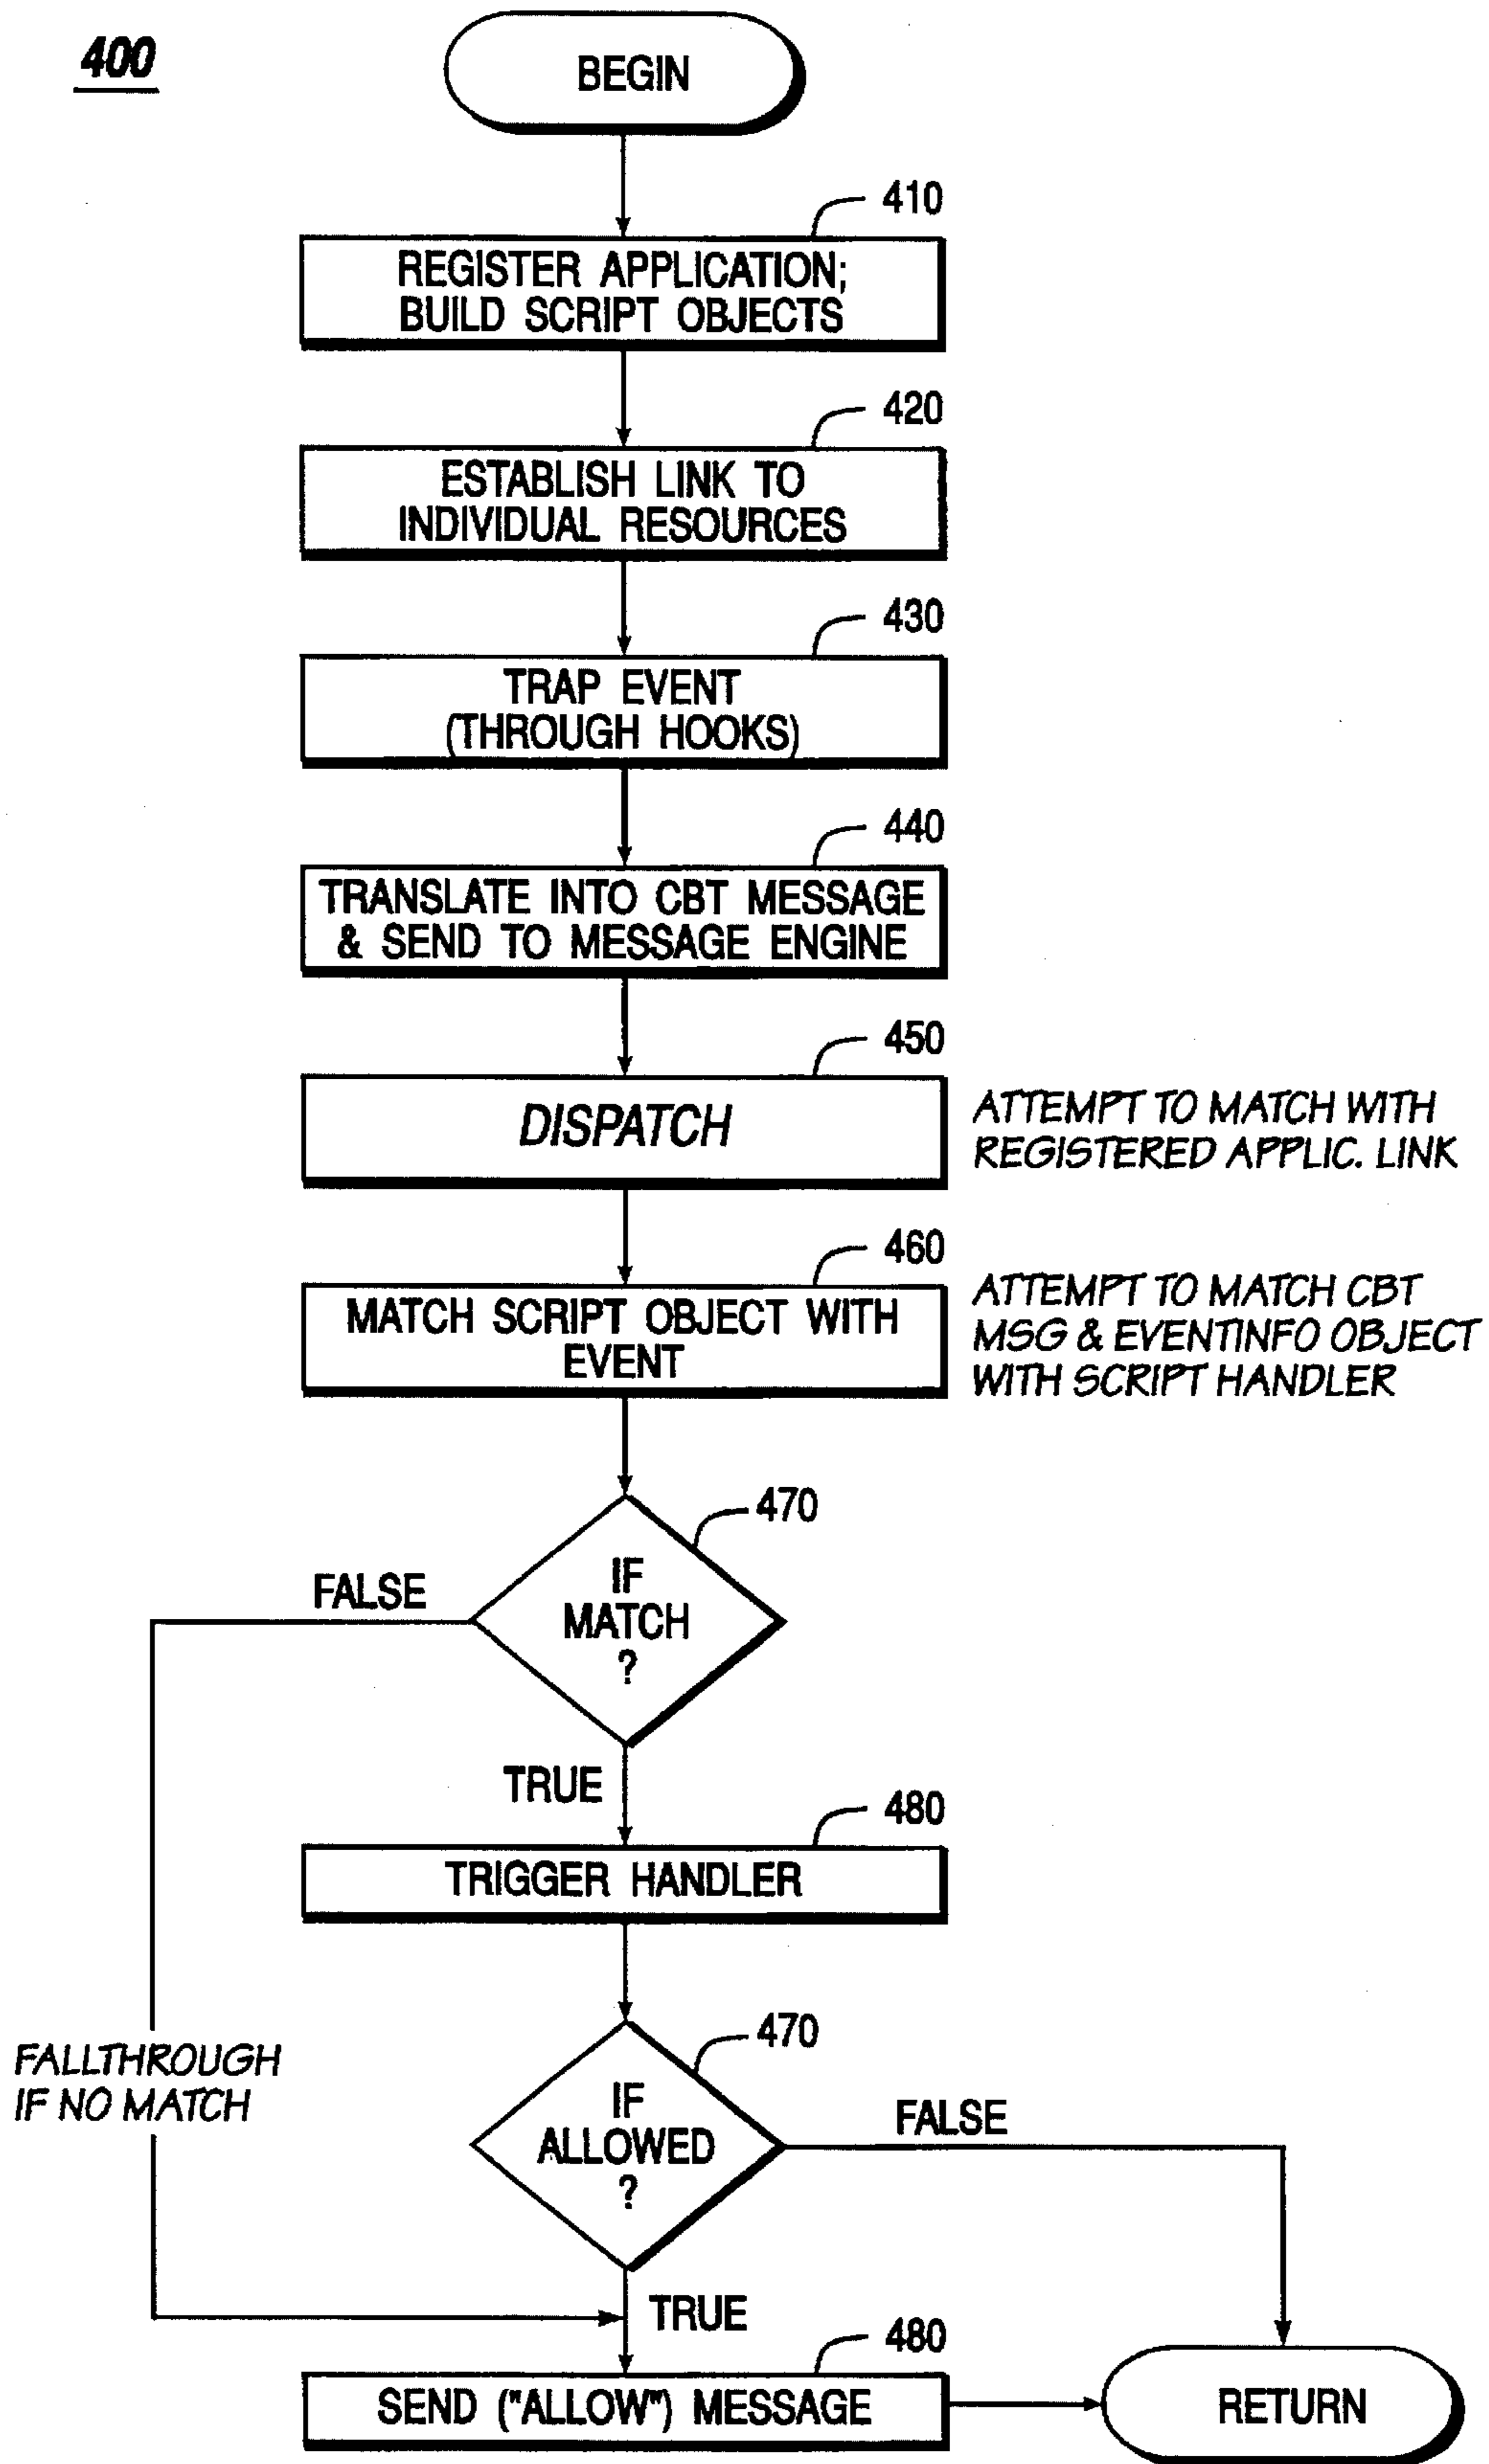 400
BEGIN
410
REGISTER APPLICATION;
BUILD SCRIPT OBJECTS
420
ESTABLISH LINK TO
INDIVIDUAL RESOURCES
430
TRAP EVENT
(THROUGH HOOKS)
440
TRANSLATE INTO CBT MESSAGE
& SEND TO MESSAGE ENGINE
450
DISPATCH
ATTEMPT TO MATCH WITH
REGISTERED APPLIC. LINK
460
MATCH SCRIPT OBJECT WITH
EVENT
ATTEMPT TO MATCH CBT
MSG & EVENTINFO OBJECT
WITH SCRIPT HANDLER
470
IF
MATCH
?
FALSE
TRUE
480
TRIGGER HANDLER
FALLTHROUGH
IF NO MATCH
470
IF
ALLOWED
?
FALSE
TRUE
480
SEND ("ALLOW") MESSAGE
RETURN